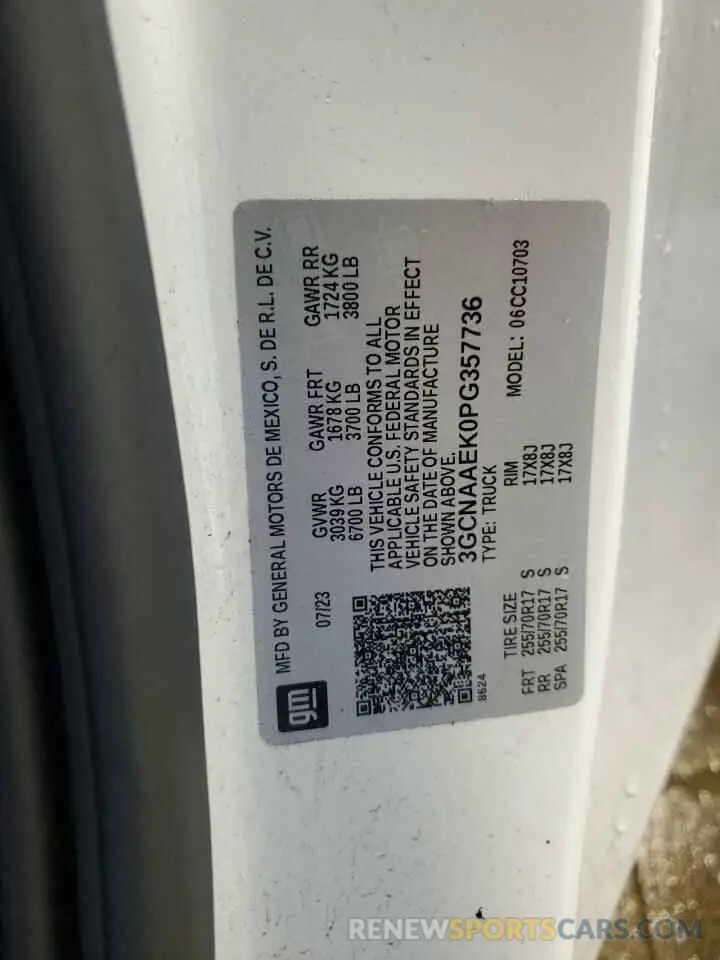 gm
MFD BY GENERAL MOTORS DE MEXICO, S. DE R.L. DE C.V.
07/23
GVWR GAWR FRT GAWR RR
3039 KG 1678 KG 1724 KG
6700 LB 3700 LB 3800 LB
THIS VEHICLE CONFORMS TO ALL
APPLICABLE U.S. FEDERAL MOTOR
VEHICLE SAFETY STANDARDS IN EFFECT
ON THE DATE OF MANUFACTURE
SHOWN ABOVE.
3GCNAAEK0PG357736
8624
TYPE: TRUCK
TIRE SIZE RIM MODEL: 06CC10703
FRT 255/70R17 S 17X8J
RR 255/70R17 S 17X8J
SPA 255/70R17 S 17X8J
RENEWSPORTSCARS.COM